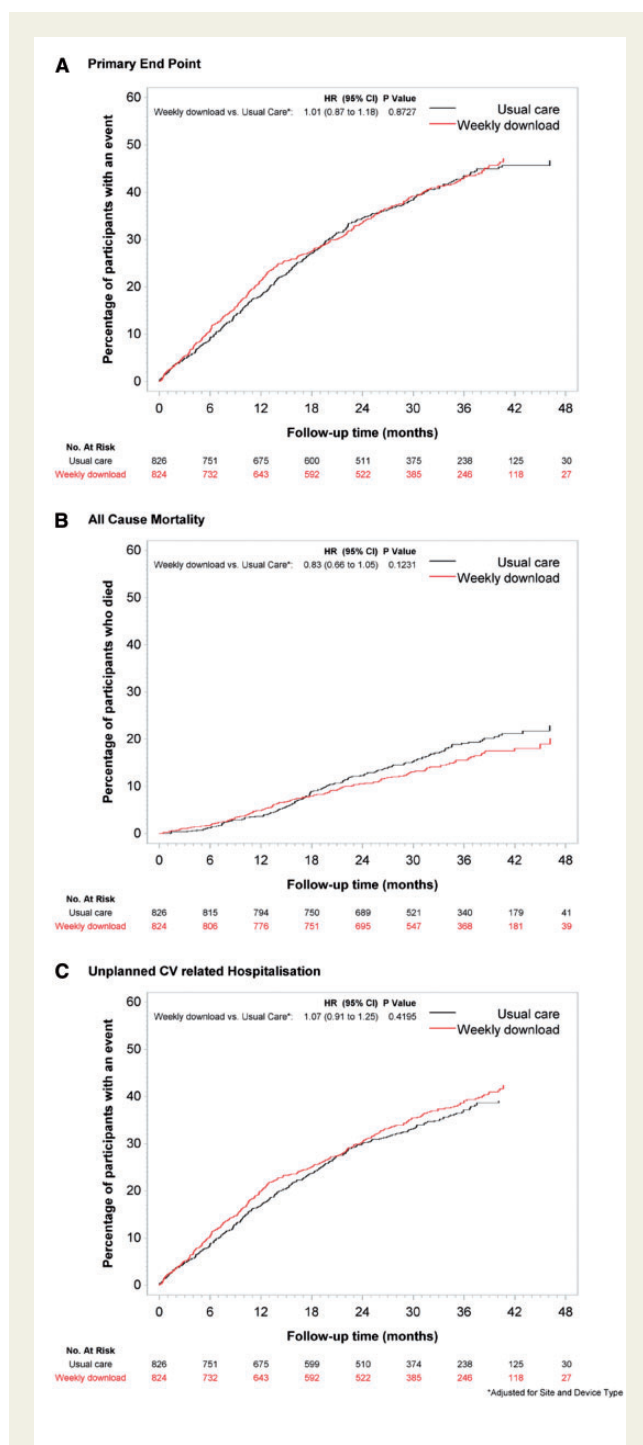 A Primary End Point
HR (95% CI) P Value
Weekly download vs. Usual Care*: 1.01 (0.87 to 1.18) 0.8727
Usual care
Weekly download
Percentage of participants with an event
60
50
40
30
20
10
0
0 6 12 18 24 30 36 42 48
Follow-up time (months)
No. At Risk
Usual care 826 751 675 600 511 375 238 125 30
Weekly download 824 732 643 592 522 385 246 118 27
B All Cause Mortality
HR (95% CI) P Value
Weekly download vs. Usual Care*: 0.83 (0.66 to 1.05) 0.1231
Usual care
Weekly download
Percentage of participants who died
60
50
40
30
20
10
0
0 6 12 18 24 30 36 42 48
Follow-up time (months)
No. At Risk
Usual care 826 815 794 750 689 521 340 179 41
Weekly download 824 806 776 751 695 547 368 181 39
C Unplanned CV related Hospitalisation
HR (95% CI) P Value
Weekly download vs. Usual Care*: 1.07 (0.91 to 1.25) 0.4195
Usual care
Weekly download
Percentage of participants with an event
60
50
40
30
20
10
0
0 6 12 18 24 30 36 42 48
Follow-up time (months)
No. At Risk
Usual care 826 751 675 599 510 374 238 125 30
Weekly download 824 732 643 592 522 385 246 118 27
*Adjusted for Site and Device Type